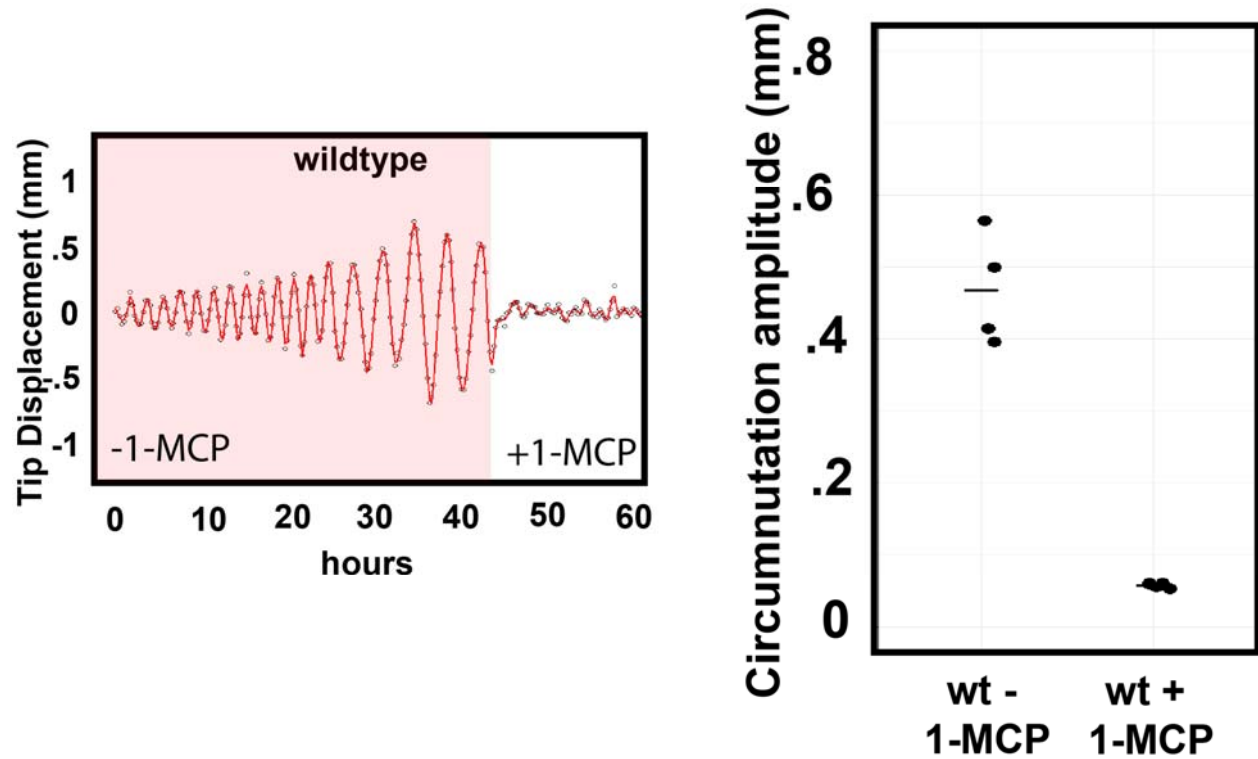 wildtype
Tip Displacement (mm)
1
.5
0
-.5
-1
-1-MCP
+1-MCP
0 10 20 30 40 50 60
hours
Circumnutation amplitude (mm)
.8
.6
.4
.2
0
wt - wt +
1-MCP 1-MCP